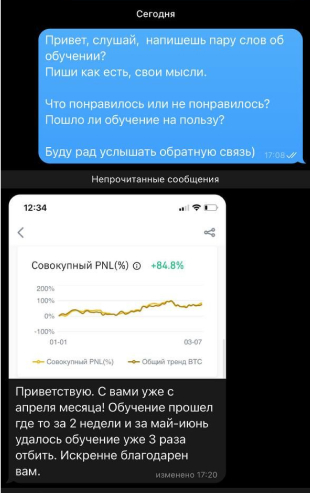 Сегодня
Привет, слушай, напишешь пару слов об
обучении?
Пиши как есть, свои мысли.
Что понравилось или не понравилось?
Пошло ли обучение на пользу?
Буду рад услышать обратную связь)
17:08
Непрочитанные сообщения
12:34
Совокупный PNL(%) +84.8%
200%
100%
0%
-100%
01-01 03-07
Совокупный PNL(%) Общий тренд BTC
Приветствую. С вами уже с
апреля месяца! Обучение прошел
где то за 2 недели и за май-июнь
удалось обучение уже 3 раза
отбить. Искренне благодарен
вам.
изменено 17:20